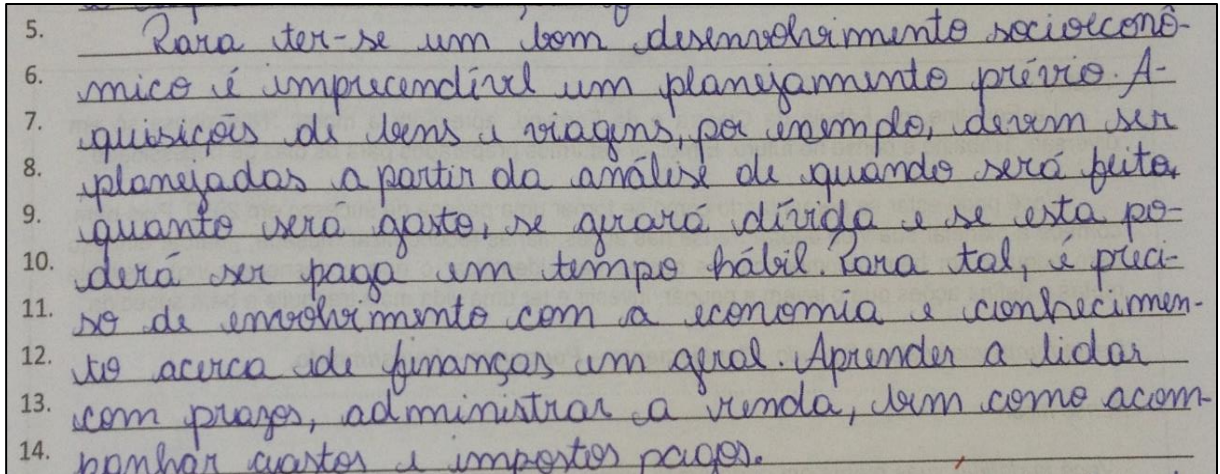 5. Para ter-se um bom desenvolvimento socioeconô-
6. mico é imprecendível um planejamento prévio. A-
7. quisições de bens e viagens, por exemplo, devem ser
8. planejadas a partir da análise de quando será feita,
9. quanto será gasto, se gerará dívida e se esta po-
10. derá ser paga em tempo hábil. Para tal, é preci-
11. so de envolvimento com a economia e conhecimen-
12. to acerca de finanças em geral. Aprender a lidar
13. com prazos, administrar a renda, bem como acom-
14. panhar gastos e impostos pagos.